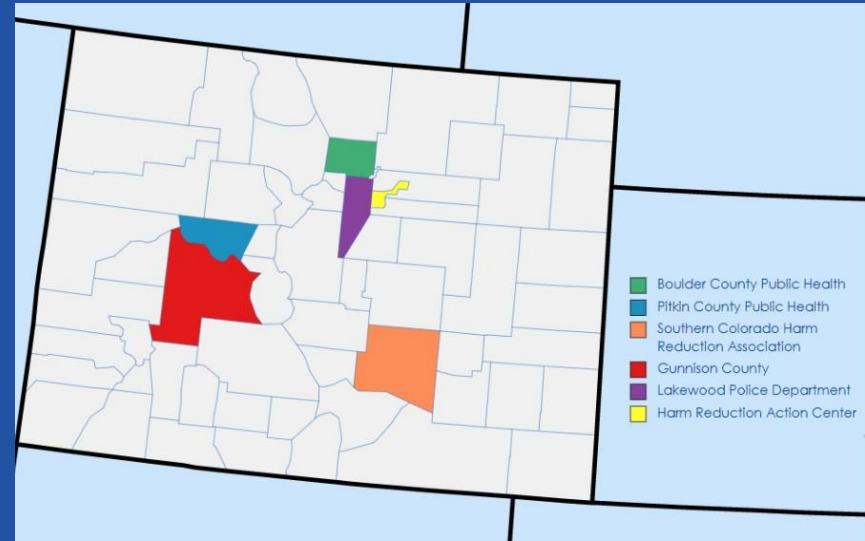 Boulder County Public Health
Pitkin County Public Health
Southern Colorado Harm
Reduction Association
Gunnison County
Lakewood Police Department
Harm Reduction Action Center